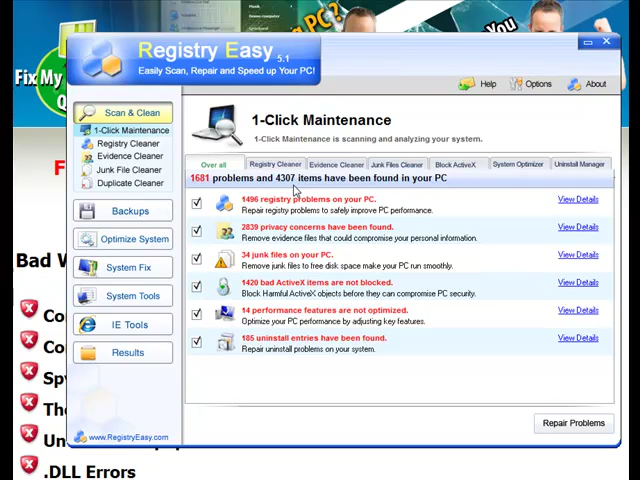 PC?
You
Fix My
Q
Registry Easy 5.1
Easily Scan, Repair and Speed up Your PC!
Help
Options
About
Scan & Clean
1-Click Maintenance
Registry Cleaner
Evidence Cleaner
Junk File Cleaner
Duplicate Cleaner
Backups
Optimize System
System Fix
System Tools
IE Tools
Results
www.RegistryEasy.com
1-Click Maintenance
1-Click Maintenance is scanning and analyzing your system.
Over all
Registry Cleaner
Evidence Cleaner
Junk Files Cleaner
Block ActiveX
System Optimizer
Uninstall Manager
1681 problems and 4307 items have been found in your PC
1496 registry problems on your PC.
View Details
Repair registry problems to safely improve PC performance.
2839 privacy concerns have been found.
View Details
Remove evidence files that could compromise your personal information.
34 junk files on your PC.
View Details
Remove junk files to free disk space make your PC run smoothly.
1420 bad ActiveX items are not blocked.
View Details
Block Harmful ActiveX objects before they can compromise PC security.
14 performance features are not optimized.
View Details
Optimize your PC performance by adjusting key features.
185 uninstall entries have been found.
View Details
Repair uninstall problems on your system.
Repair Problems
F
Bad W
Co
Co
Sp
The
Un
.DLL Errors